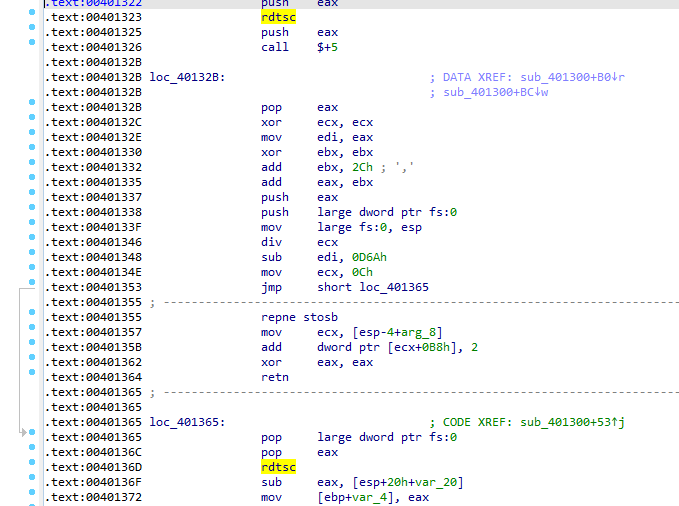 .text:00401322 push eax
.text:00401323 rdtsc
.text:00401325 push eax
.text:00401326 call $+5
.text:0040132B
.text:0040132B loc_40132B: ; DATA XREF: sub_401300+B0↓r
.text:0040132B ; sub_401300+BC↓w
.text:0040132B pop eax
.text:0040132C xor ecx, ecx
.text:0040132E mov edi, eax
.text:00401330 xor ebx, ebx
.text:00401332 add ebx, 2Ch ; ','
.text:00401335 add eax, ebx
.text:00401337 push eax
.text:00401338 push large dword ptr fs:0
.text:0040133F mov large fs:0, esp
.text:00401346 div ecx
.text:00401348 sub edi, 0D6Ah
.text:0040134E mov ecx, 0Ch
.text:00401353 jmp short loc_401365
.text:00401355 ; ---------------------------------------------------------------------------
.text:00401355 repne stosb
.text:00401357 mov ecx, [esp-4+arg_8]
.text:0040135B add dword ptr [ecx+0B8h], 2
.text:00401362 xor eax, eax
.text:00401364 retn
.text:00401365 ; ---------------------------------------------------------------------------
.text:00401365
.text:00401365 loc_401365: ; CODE XREF: sub_401300+53↑j
.text:00401365 pop large dword ptr fs:0
.text:0040136C pop eax
.text:0040136D rdtsc
.text:0040136F sub eax, [esp+20h+var_20]
.text:00401372 mov [ebp+var_4], eax